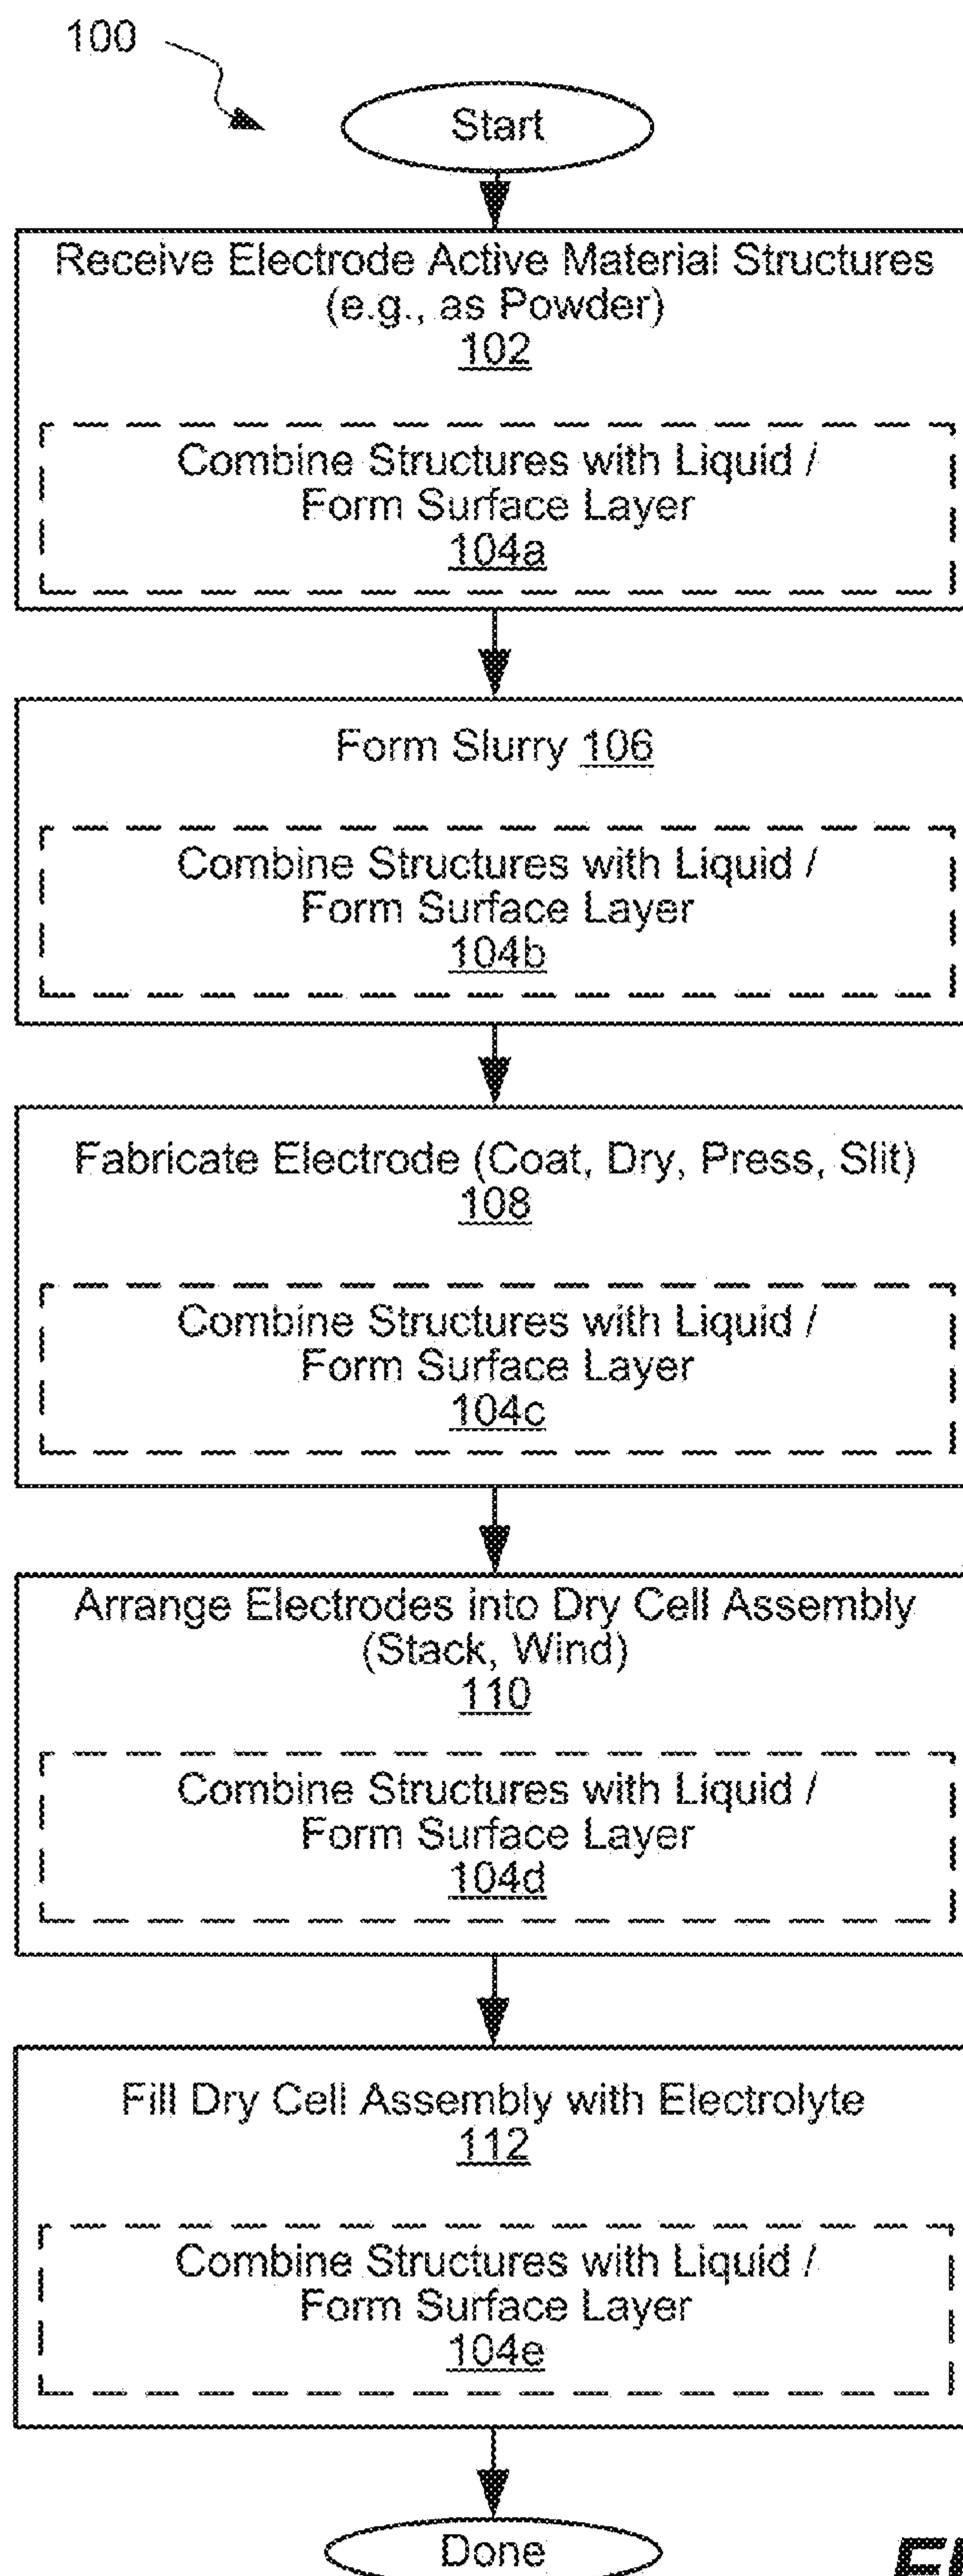 100
Start
Receive Electrode Active Material Structures
(e.g., as Powder)
102
Combine Structures with Liquid /
Form Surface Layer
104a
Form Slurry 106
Combine Structures with Liquid /
Form Surface Layer
104b
Fabricate Electrode (Coat, Dry, Press, Slit)
108
Combine Structures with Liquid /
Form Surface Layer
104c
Arrange Electrodes into Dry Cell Assembly
(Stack, Wind)
110
Combine Structures with Liquid /
Form Surface Layer
104d
Fill Dry Cell Assembly with Electrolyte
112
Combine Structures with Liquid /
Form Surface Layer
104e
Done